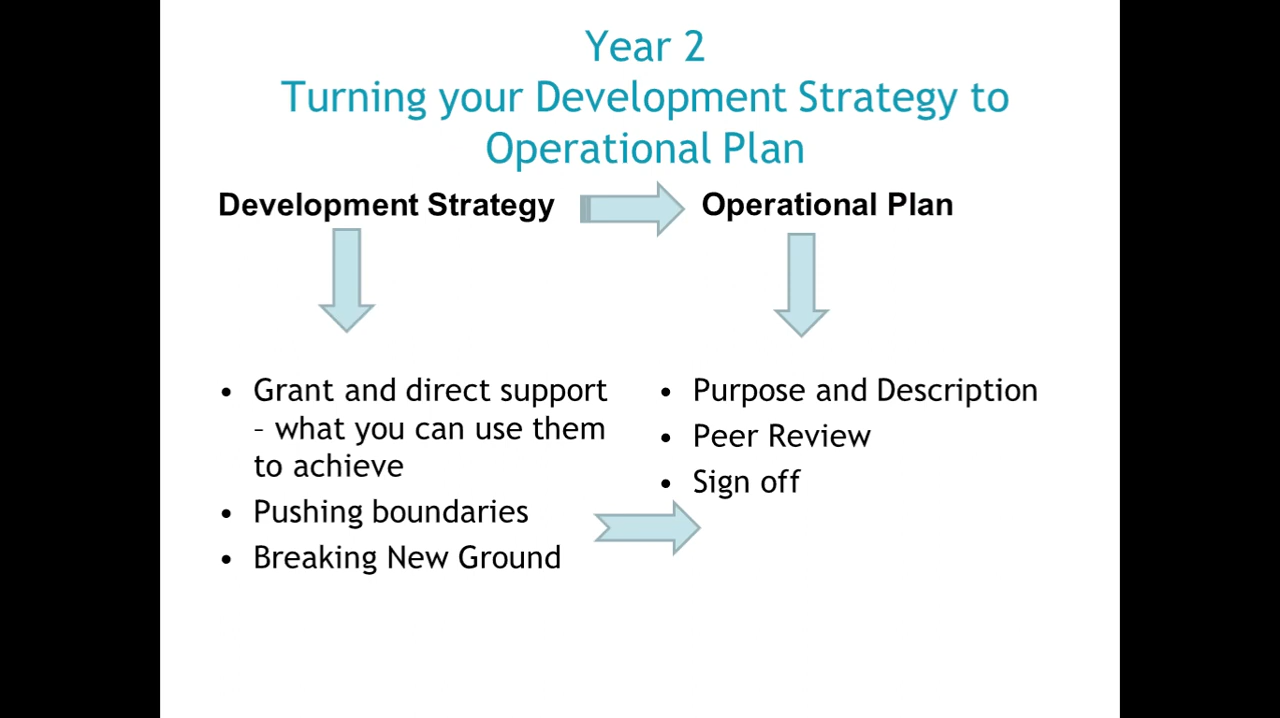 Year 2
Turning your Development Strategy to
Operational Plan
Development Strategy
Operational Plan
• Grant and direct support
– what you can use them
to achieve
• Pushing boundaries
• Breaking New Ground
• Purpose and Description
• Peer Review
• Sign off